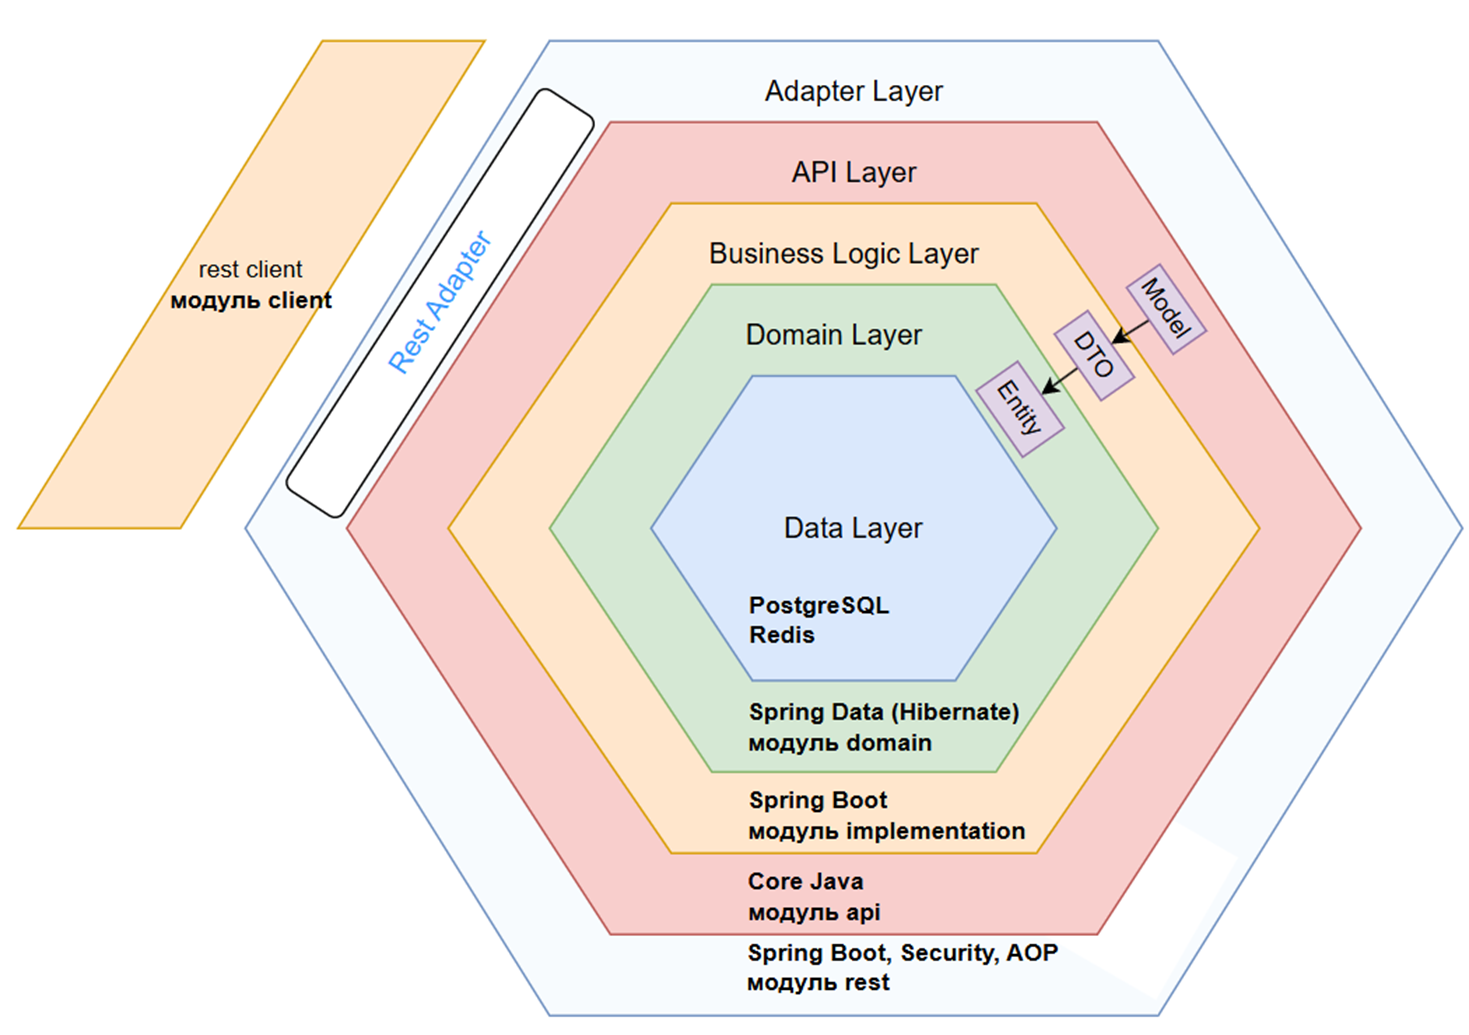 Adapter Layer
API Layer
Business Logic Layer
Domain Layer
Data Layer
rest client
модуль client
Rest Adapter
Model
DTO
Entity
PostgreSQL
Redis
Spring Data (Hibernate)
модуль domain
Spring Boot
модуль implementation
Core Java
модуль api
Spring Boot, Security, AOP
модуль rest